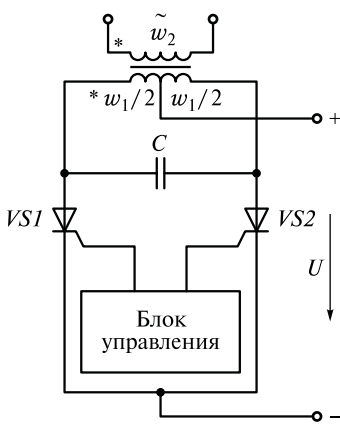 ~
* w₂
* w₁/2 w₁/2
+
C
VS1 VS2
U
Блок
управления
−